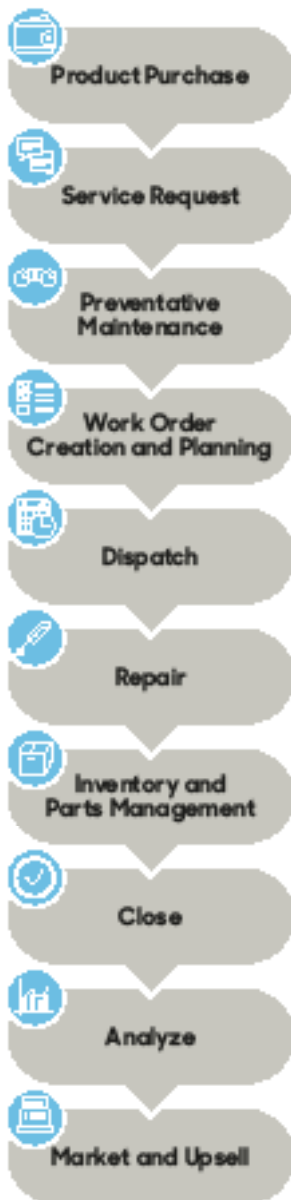 Product Purchase
Service Request
Preventative
Maintenance
Work Order
Creation and Planning
Dispatch
Repair
Inventory and
Parts Management
Close
Analyze
Market and Upsell